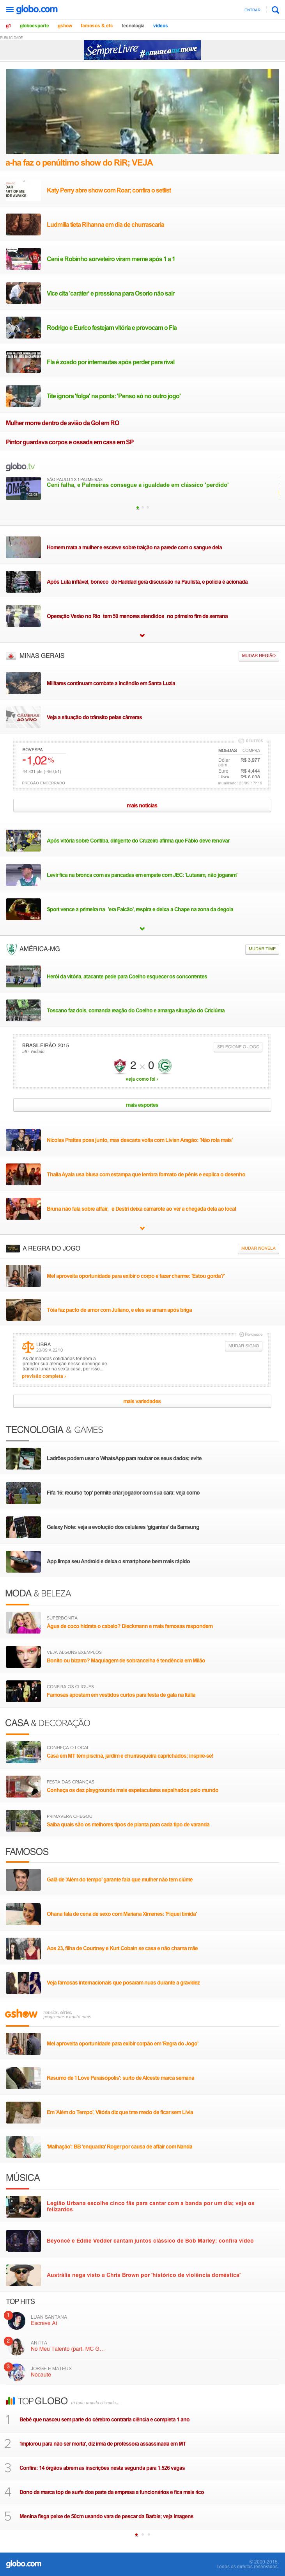 globo.com
ENTRAR
g1 globoesporte gshow famosos & etc tecnologia vídeos
PUBLICIDADE
SEMPRELIVRE #amusicamemove
a-ha faz o penúltimo show do RiR; VEJA
Katy Perry abre show com Roar; confira o setlist
Ludmilla tieta Rihanna em dia de churrascaria
Ceni e Robinho sorveteiro viram meme após 1 a 1
Vice cita 'caráter' e pressiona para Osorio não sair
Rodrigo e Eurico festejam vitória e provocam o Fla
Fla é zoado por internautas após perder para rival
Tite ignora 'folga' na ponta: 'Penso só no outro jogo'
Mulher morre dentro de avião da Gol em RO
Pintor guardava corpos e ossada em casa em SP
globo.tv
SÃO PAULO 1 X 1 PALMEIRAS
Ceni falha, e Palmeiras consegue a igualdade em clássico 'perdido'
Homem mata a mulher e escreve sobre traição na parede com o sangue dela
Após Lula inflável, boneco de Haddad gera discussão na Paulista, e polícia é acionada
Operação Verão no Rio tem 50 menores atendidos no primeiro fim de semana
MINAS GERAIS
MUDAR REGIÃO
Militares continuam combate a incêndio em Santa Luzia
CÂMERAS AO VIVO
Veja a situação do trânsito pelas câmeras
IBOVESPA
-1,02 %
PREGÃO ENCERRADO
MOEDAS COMPRA
Dólar com. R$ 3,977
Euro R$ 4,444
mais notícias
Após vitória sobre Coritiba, dirigente do Cruzeiro afirma que Fábio deve renovar
Levir fica na bronca com as pancadas em empate com JEC: 'Lutaram, não jogaram'
Sport vence a primeira na 'era Falcão', respira e deixa a Chape na zona da degola
AMÉRICA-MG
MUDAR TIME
Herói da vitória, atacante pede para Coelho esquecer os concorrentes
Toscano faz dois, comanda reação do Coelho e amarga situação do Criciúma
BRASILEIRÃO 2015
SELECIONE O JOGO
2 x 0
veja como foi ›
mais esportes
Nicolas Prattes posa junto, mas descarta volta com Lívian Aragão: 'Não rola mais'
Thaila Ayala usa blusa com estampa que lembra formato de pênis e explica o desenho
Bruna não fala sobre affair, e Destri deixa camarote ao ver a chegada dela ao local
A REGRA DO JOGO
MUDAR NOVELA
Mel aproveita oportunidade para exibir o corpo e fazer charme: 'Estou gorda?'
Tóia faz pacto de amor com Juliano, e eles se amam após briga
LIBRA
23/09 A 22/10
MUDAR SIGNO
As demandas cotidianas tendem a prender sua atenção nesse domingo de trânsito lunar na sexta casa, por isso...
previsão completa ›
mais variedades
TECNOLOGIA & GAMES
Ladrões podem usar o WhatsApp para roubar os seus dados; evite
Fifa 16: recurso 'top' permite criar jogador com sua cara; veja como
Galaxy Note: veja a evolução dos celulares 'gigantes' da Samsung
App limpa seu Android e deixa o smartphone bem mais rápido
MODA & BELEZA
SUPERBONITA
Água de coco hidrata o cabelo? Dieckmann e mais famosas respondem
VEJA ALGUNS EXEMPLOS
Bonito ou bizarro? Maquiagem de sobrancelha é tendência em Milão
CONFIRA OS CLIQUES
Famosas apostam em vestidos curtos para festa de gala na Itália
CASA & DECORAÇÃO
CONHEÇA O LOCAL
Casa em MT tem piscina, jardim e churrasqueira caprichados; inspire-se!
FESTA DAS CRIANÇAS
Conheça os dez playgrounds mais espetaculares espalhados pelo mundo
PRIMAVERA CHEGOU
Saiba quais são os melhores tipos de planta para cada tipo de varanda
FAMOSOS
Galã de 'Além do tempo' garante fala que mulher não tem ciúme
Ohana fala de cena de sexo com Mariana Ximenes: 'Fiquei tímida'
Aos 23, filha de Courtney e Kurt Cobain se casa e não chama mãe
Veja famosas internacionais que posaram nuas durante a gravidez
gshow
Mel aproveita oportunidade para exibir corpão em 'Regra do Jogo'
Resumo de 'I Love Paraisópolis': surto de Alceste marca semana
Em 'Além do Tempo', Vitória diz que tme medo de ficar sem Lívia
'Malhação': BB 'enquadra' Roger por causa de affair com Nanda
MÚSICA
Legião Urbana escolhe cinco fãs para cantar com a banda por um dia; veja os felizardos
Beyoncé e Eddie Vedder cantam juntos clássico de Bob Marley; confira vídeo
Austrália nega visto a Chris Brown por 'histórico de violência doméstica'
TOP HITS
1 LUAN SANTANA
Escreve Aí
2 ANITTA
No Meu Talento (part. MC G...
3 JORGE E MATEUS
Nocaute
TOP GLOBO
1 Bebê que nasceu sem parte do cérebro contraria ciência e completa 1 ano
2 'Implorou para não ser morta', diz irmã de professora assassinada em MT
3 Confira: 14 órgãos abrem as inscrições nesta segunda para 1.526 vagas
4 Dono da marca top de surfe doa parte da empresa a funcionários e fica mais rico
5 Menina fisga peixe de 50cm usando vara de pescar da Barbie; veja imagens
globo.com
© 2000-2015
Todos os direitos reservados